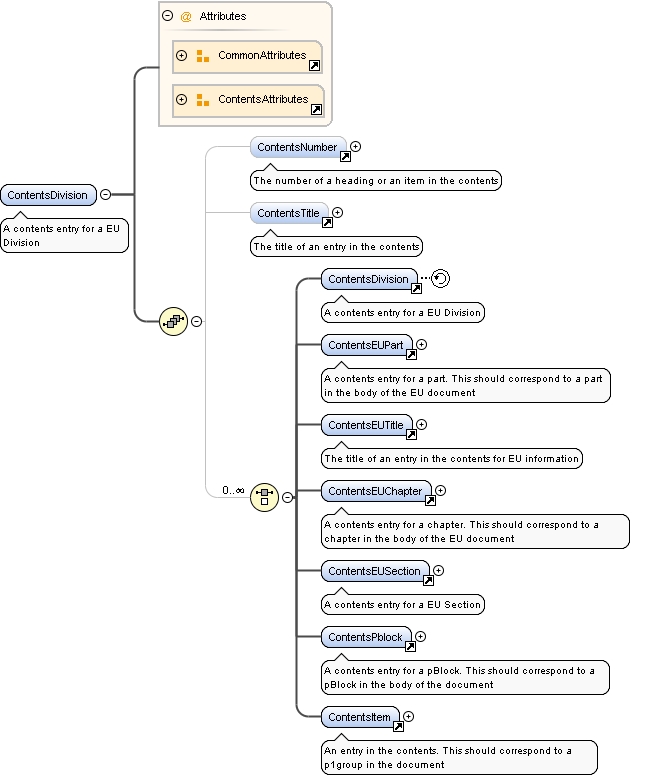 @ Attributes
CommonAttributes
ContentsAttributes
ContentsNumber
The number of a heading or an item in the contents
ContentsDivision
A contents entry for a EU
Division
ContentsTitle
The title of an entry in the contents
ContentsDivision
A contents entry for a EU Division
ContentsEUPart
A contents entry for a part. This should correspond to a part
in the body of the EU document
ContentsEUTitle
The title of an entry in the contents for EU information
0..∞
ContentsEUChapter
A contents entry for a chapter. This should correspond to a
chapter in the body of the EU document
ContentsEUSection
A contents entry for a EU Section
ContentsPblock
A contents entry for a pBlock. This should correspond to a
pBlock in the body of the document
ContentsItem
An entry in the contents. This should correspond to a
p1group in the document